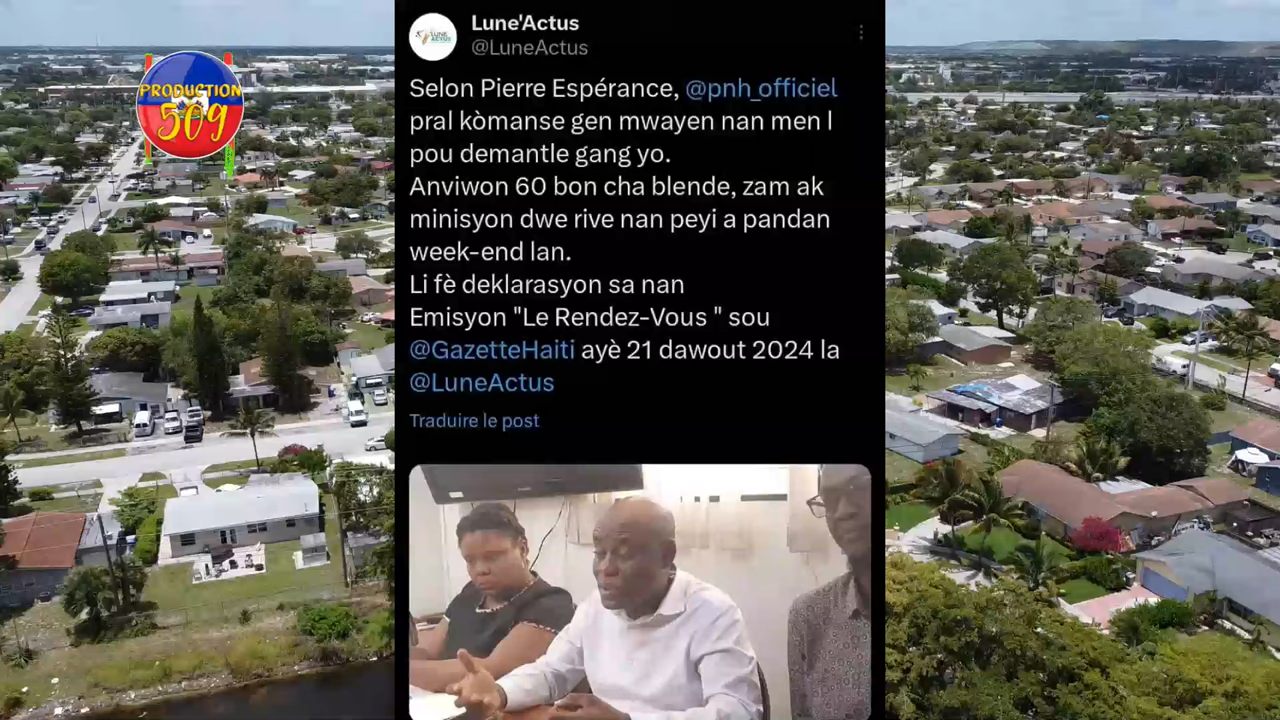 PRODUCTION
509
Lune'Actus
@LuneActus
Selon Pierre Espérance, @pnh_officiel
pral kòmanse gen mwayen nan men l
pou demantle gang yo.
Anviwon 60 bon cha blende, zam ak
minisyon dwe rive nan peyi a pandan
week-end lan.
Li fè deklarasyon sa nan
Emisyon "Le Rendez-Vous " sou
@GazetteHaiti ayè 21 dawout 2024 la
@LuneActus
Traduire le post